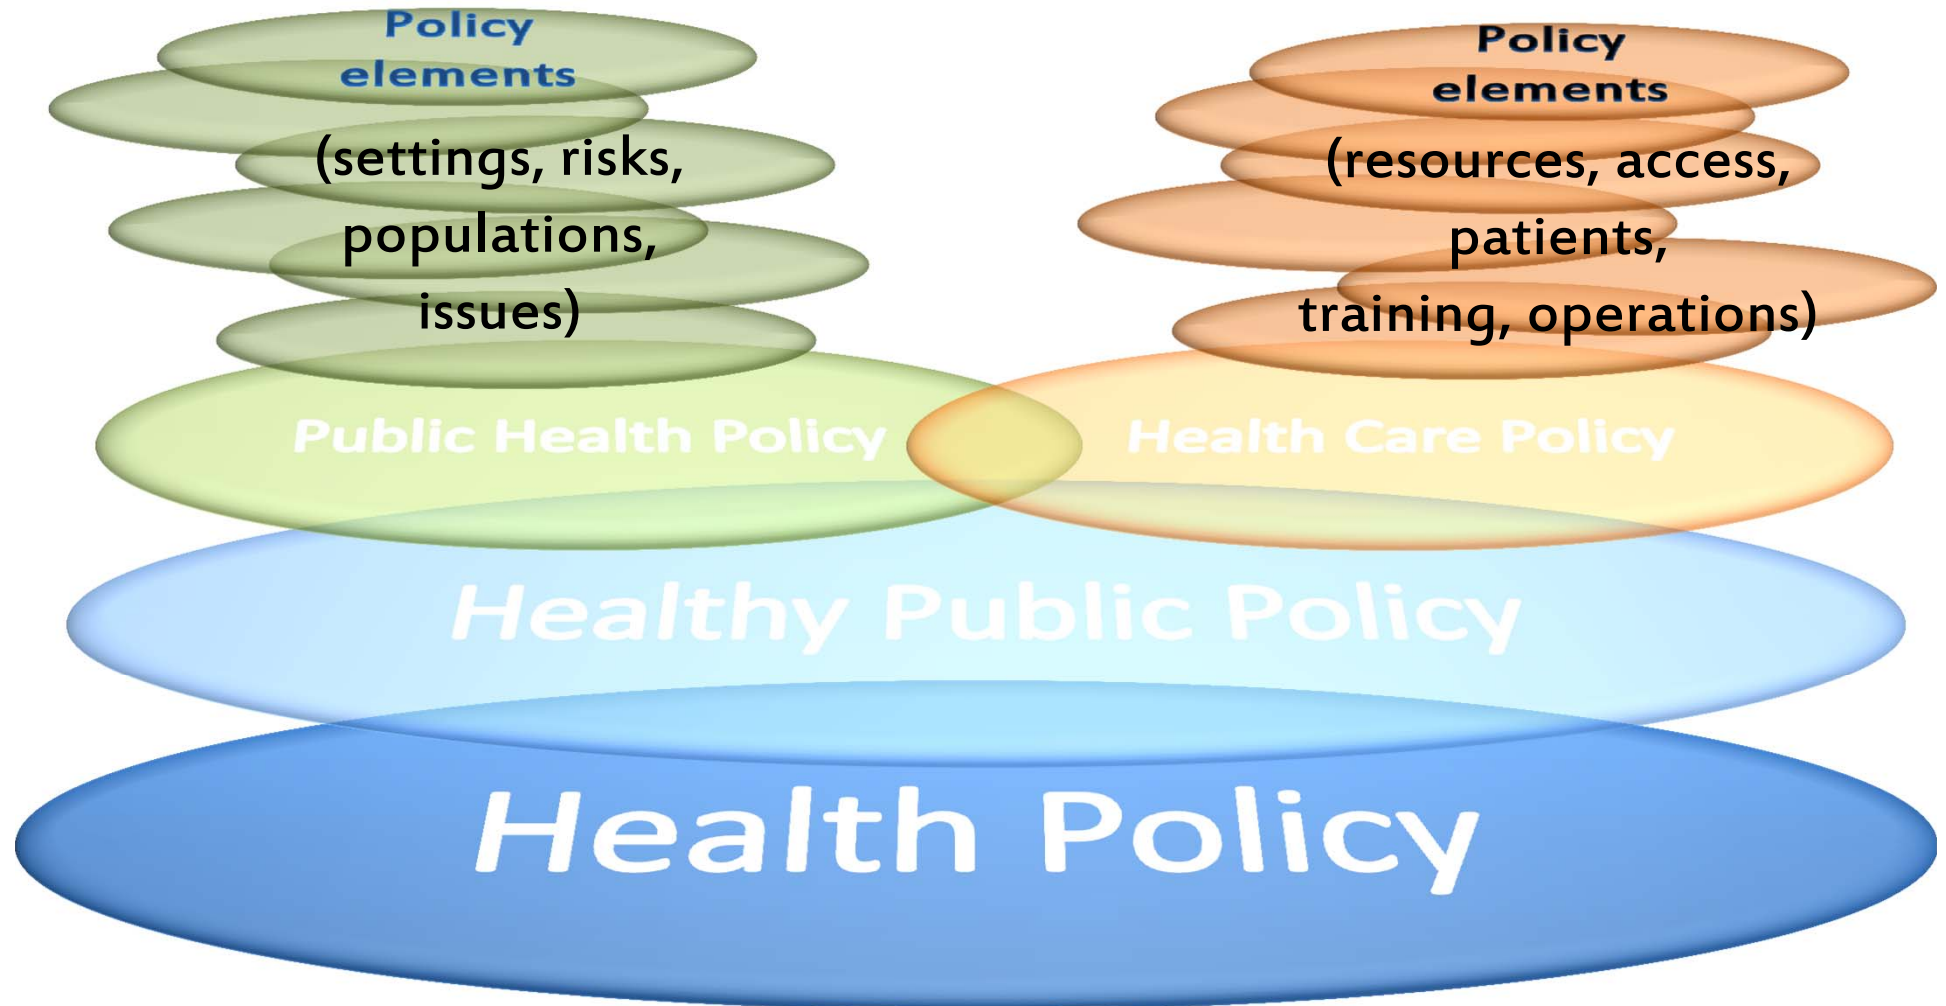 Policy
elements
(settings, risks,
populations,
issues)
Policy
elements
(resources, access,
patients,
training, operations)
Public Health Policy
Health Care Policy
Healthy Public Policy
Health Policy